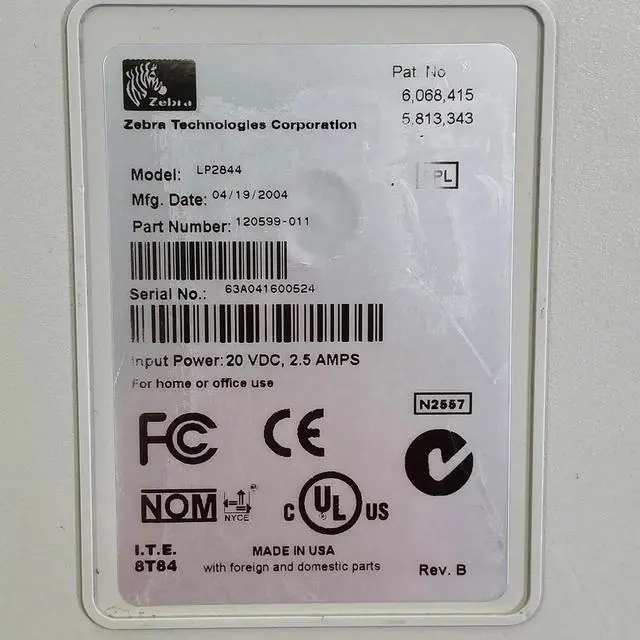 Zebra
Zebra Technologies Corporation
Pat. No
6,068,415
5,813,343
Model: LP2844
Mfg. Date: 04/19/2004
Part Number: 120599-011
Serial No.: 63A041600524
Input Power: 20 VDC, 2.5 AMPS
For home or office use
N2557
FC
CE
NOM
NYCE
C UL US
I.T.E.
8T84
MADE IN USA
with foreign and domestic parts
Rev. B